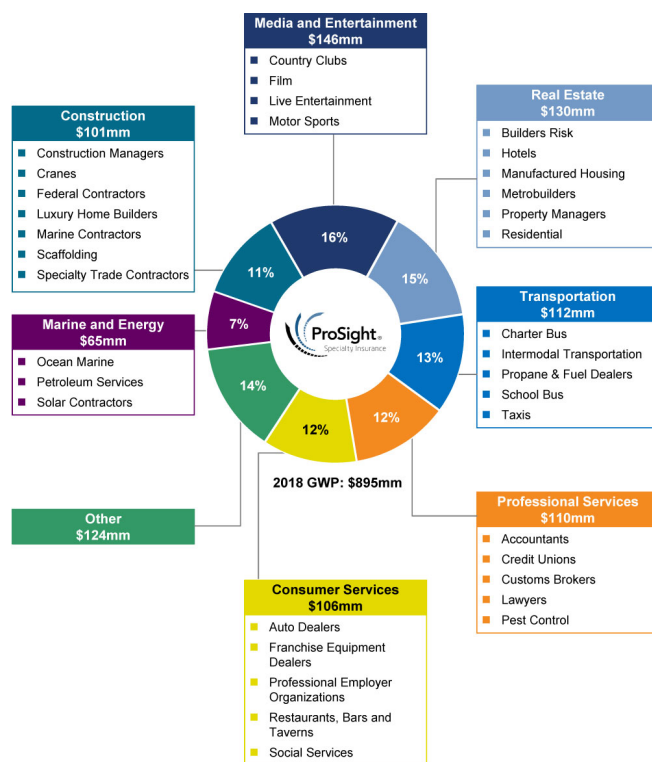 Media and Entertainment
$146mm
Country Clubs
Film
Live Entertainment
Motor Sports
Construction
$101mm
Construction Managers
Cranes
Federal Contractors
Luxury Home Builders
Marine Contractors
Scaffolding
Specialty Trade Contractors
Real Estate
$130mm
Builders Risk
Hotels
Manufactured Housing
Metrobuilders
Property Managers
Residential
16%
15%
13%
12%
12%
14%
7%
11%
ProSight®
Specialty Insurance
Marine and Energy
$65mm
Ocean Marine
Petroleum Services
Solar Contractors
Transportation
$112mm
Charter Bus
Intermodal Transportation
Propane & Fuel Dealers
School Bus
Taxis
2018 GWP: $895mm
Other
$124mm
Professional Services
$110mm
Accountants
Credit Unions
Customs Brokers
Lawyers
Pest Control
Consumer Services
$106mm
Auto Dealers
Franchise Equipment
Dealers
Professional Employer
Organizations
Restaurants, Bars and
Taverns
Social Services